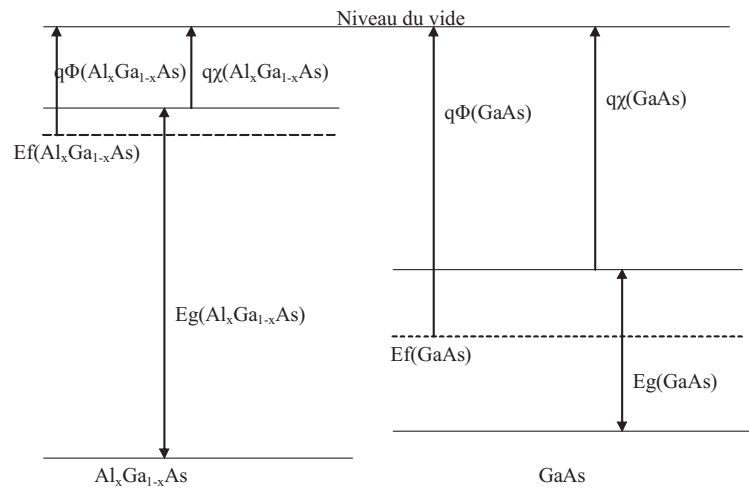 Niveau du vide
qΦ(AlₓGa₁₋ₓAs)
qχ(AlₓGa₁₋ₓAs)
qΦ(GaAs)
qχ(GaAs)
Ef(AlₓGa₁₋ₓAs)
Eg(AlₓGa₁₋ₓAs)
Ef(GaAs)
Eg(GaAs)
AlₓGa₁₋ₓAs
GaAs